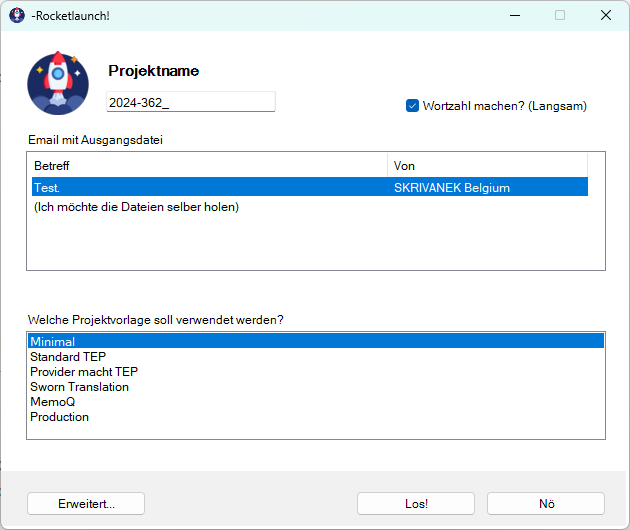 -Rocketlaunch!
Projektname
2024-362_
Wortzahl machen? (Langsam)
Email mit Ausgangsdatei
Betreff Von
Test. SKRIVANEK Belgium
(Ich möchte die Dateien selber holen)
Welche Projektvorlage soll verwendet werden?
Minimal
Standard TEP
Provider macht TEP
Sworn Translation
MemoQ
Production
Erweitert... Los! Nö